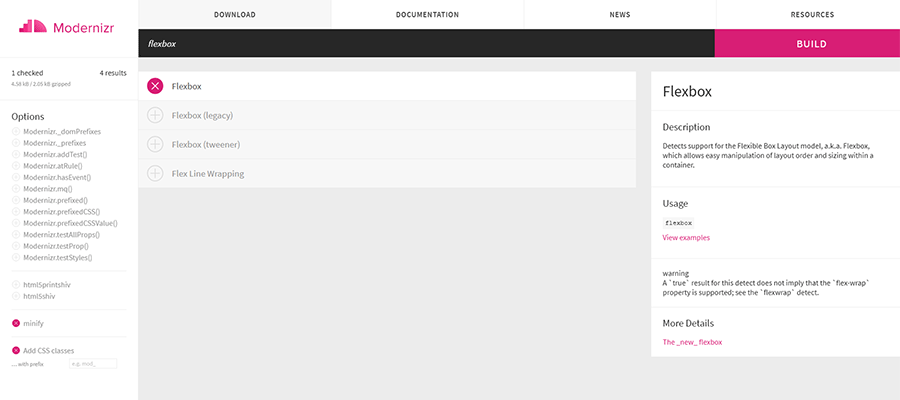 Modernizr
DOWNLOAD
DOCUMENTATION
NEWS
RESOURCES
flexbox
BUILD
1 checked
4 results
4.58 kB / 2.05 kB gzipped
Options
Modernizr._domPrefixes
Modernizr._prefixes
Modernizr.addTest()
Modernizr.atRule()
Modernizr.hasEvent()
Modernizr.mq()
Modernizr.prefixed()
Modernizr.prefixedCSS()
Modernizr.prefixedCSSValue()
Modernizr.testAllProps()
Modernizr.testProp()
Modernizr.testStyles()
html5printshiv
html5shiv
minify
Add CSS classes
... with prefix
e.g. mod_
Flexbox
Flexbox (legacy)
Flexbox (tweener)
Flex Line Wrapping
Flexbox
Description
Detects support for the Flexible Box Layout model, a.k.a. Flexbox,
which allows easy manipulation of layout order and sizing within a
container.
Usage
flexbox
View examples
warning
A `true` result for this detect does not imply that the `flex-wrap`
property is supported; see the `flexwrap` detect.
More Details
The _new_ flexbox